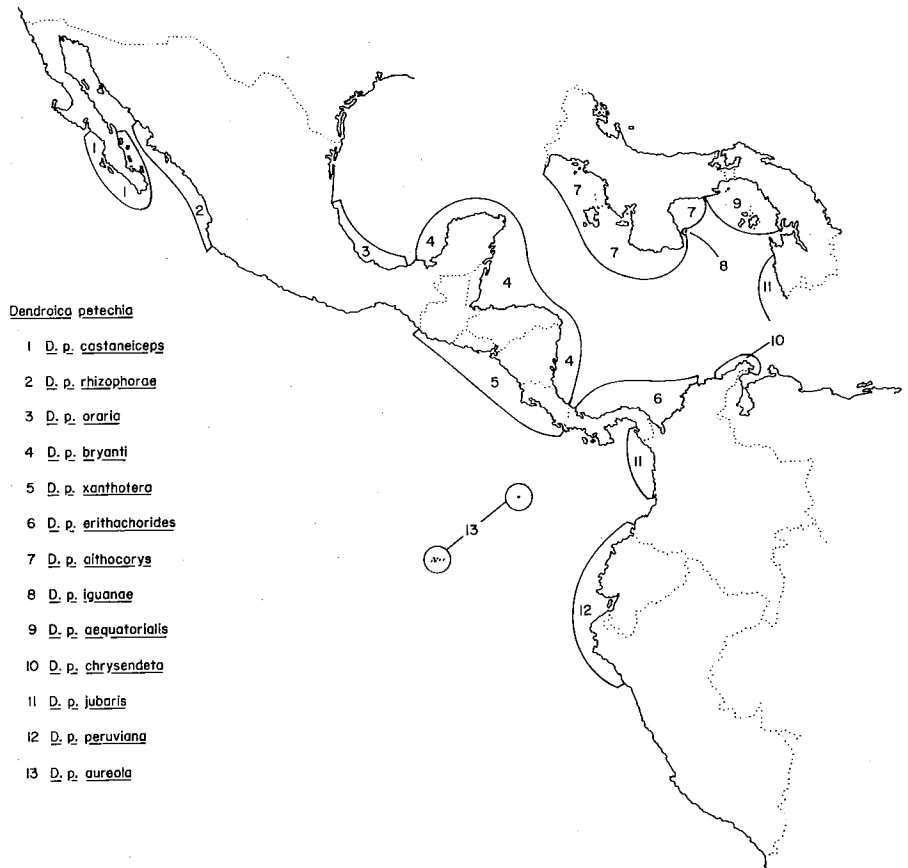 Dendroica petechia
1 D. p. castaneiceps
2 D. p. rhizophorae
3 D. p. oraria
4 D. p. bryanti
5 D. p. xanthotera
6 D. p. erithachorides
7 D. p. aithocorys
8 D. p. iguanae
9 D. p. aequatorialis
10 D. p. chrysendeta
11 D. p. jubaris
12 D. p. peruviana
13 D. p. aureola
1
1
2
3
4
4
4
5
6
7
7
7
8
9
11
10
11
13
12